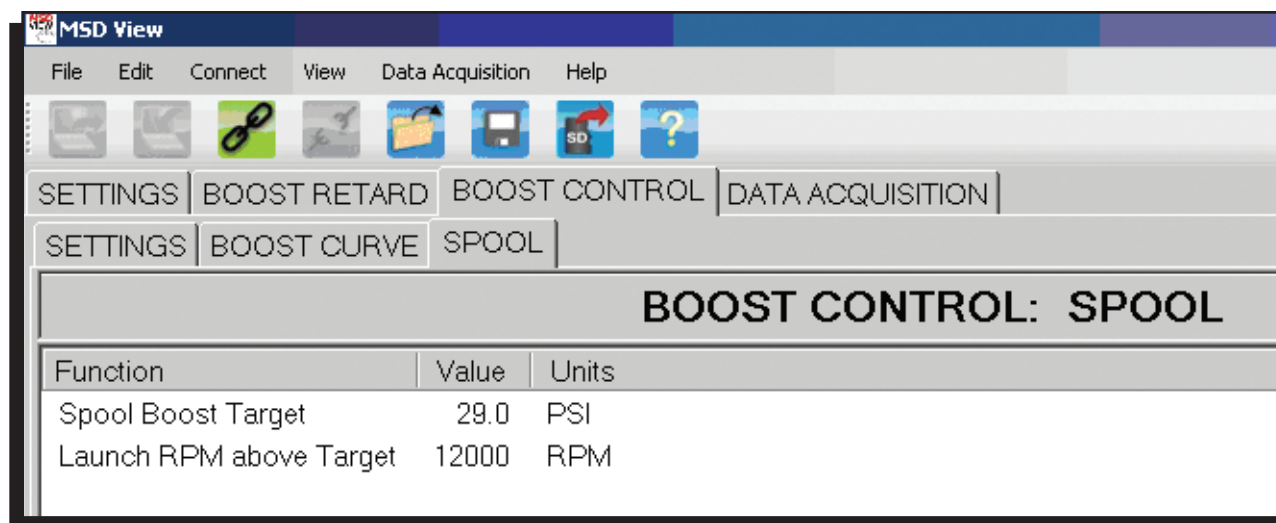 MSD View
File Edit Connect View Data Acquisition Help
SD ?
SETTINGS BOOST RETARD BOOST CONTROL DATA ACQUISITION
SETTINGS BOOST CURVE SPOOL
BOOST CONTROL: SPOOL
Function Value Units
Spool Boost Target 29.0 PSI
Launch RPM above Target 12000 RPM